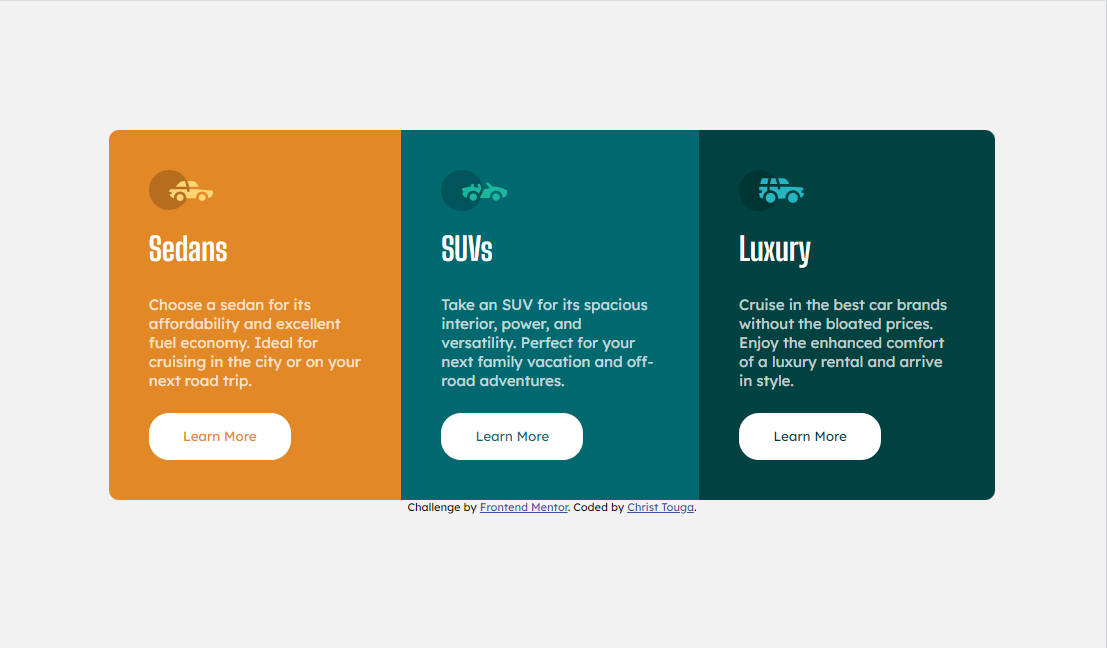 Sedans
Choose a sedan for its
affordability and excellent
fuel economy. Ideal for
cruising in the city or on your
next road trip.
Learn More
SUVs
Take an SUV for its spacious
interior, power, and
versatility. Perfect for your
next family vacation and off-
road adventures.
Learn More
Luxury
Cruise in the best car brands
without the bloated prices.
Enjoy the enhanced comfort
of a luxury rental and arrive
in style.
Learn More
Challenge by Frontend Mentor. Coded by Christ Touga.